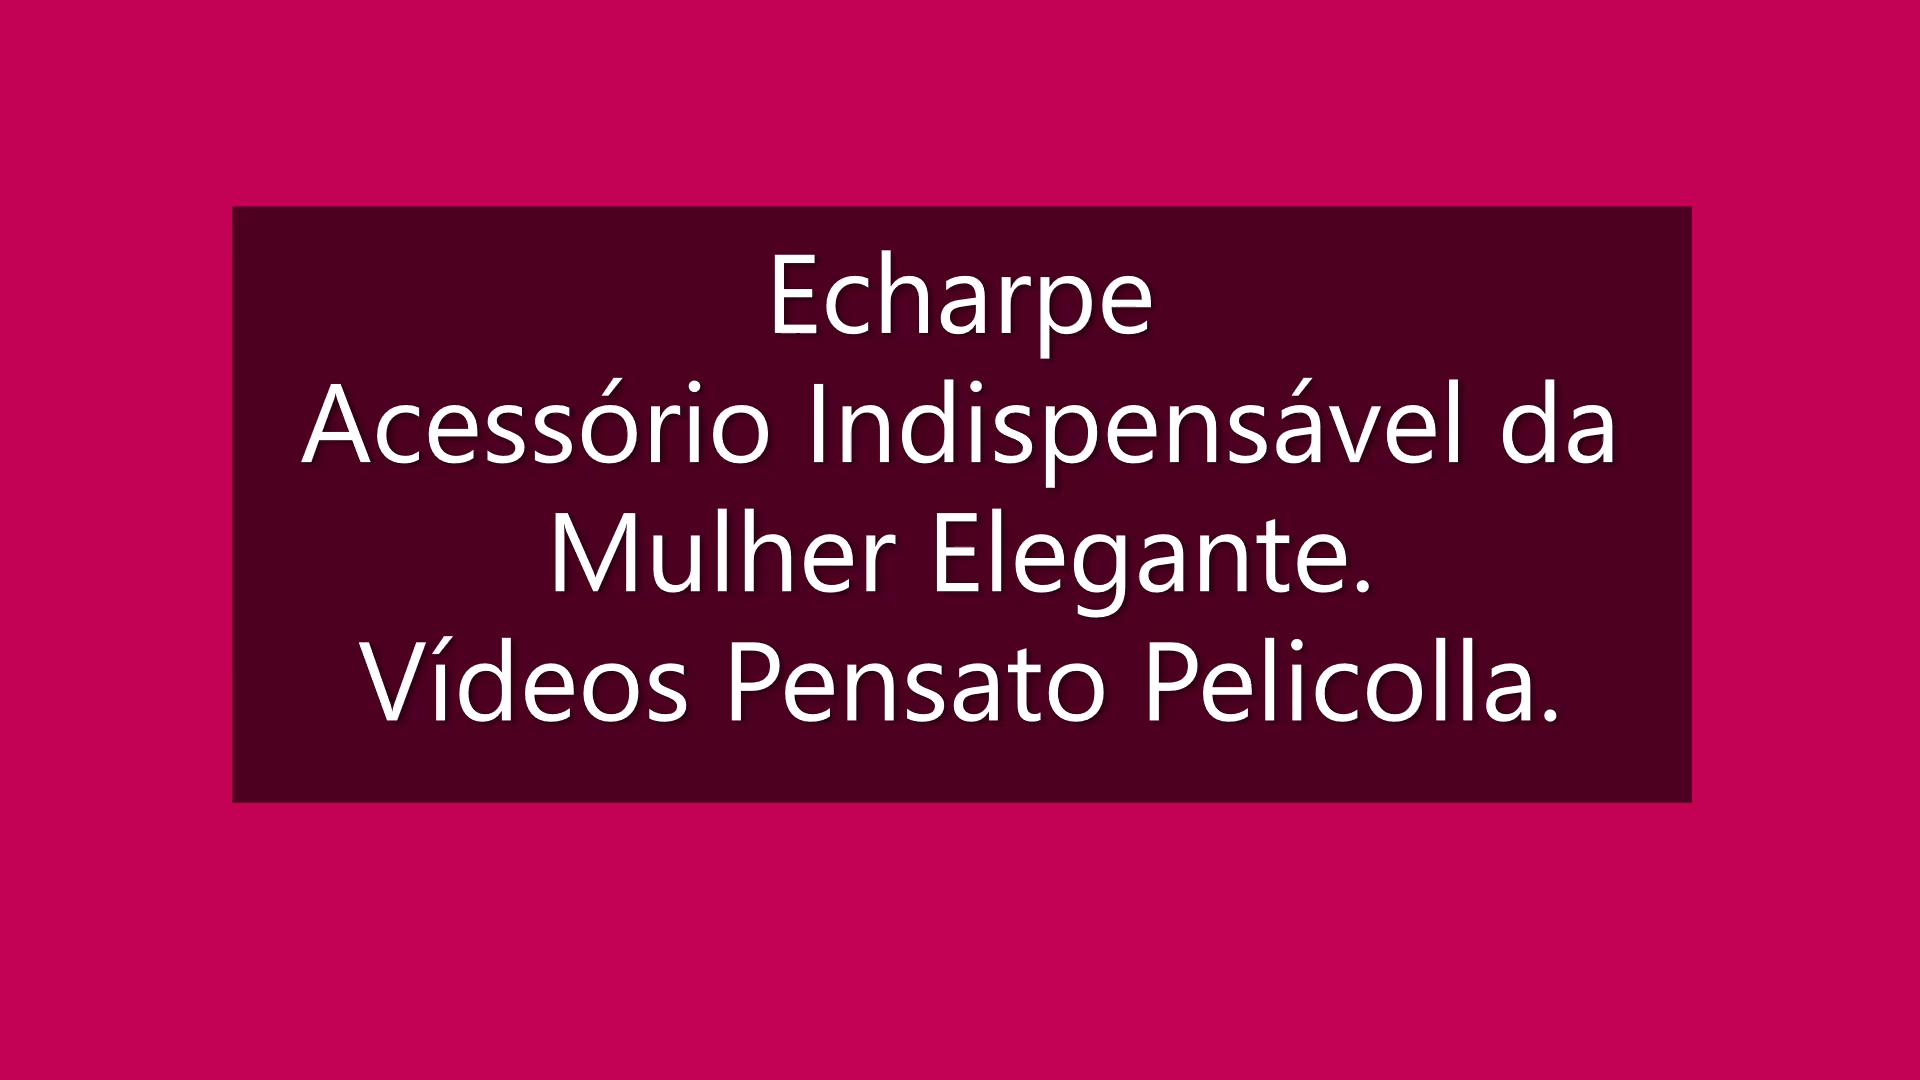 Echarpe
Acessório Indispensável da
Mulher Elegante.
Vídeos Pensato Pelicolla.